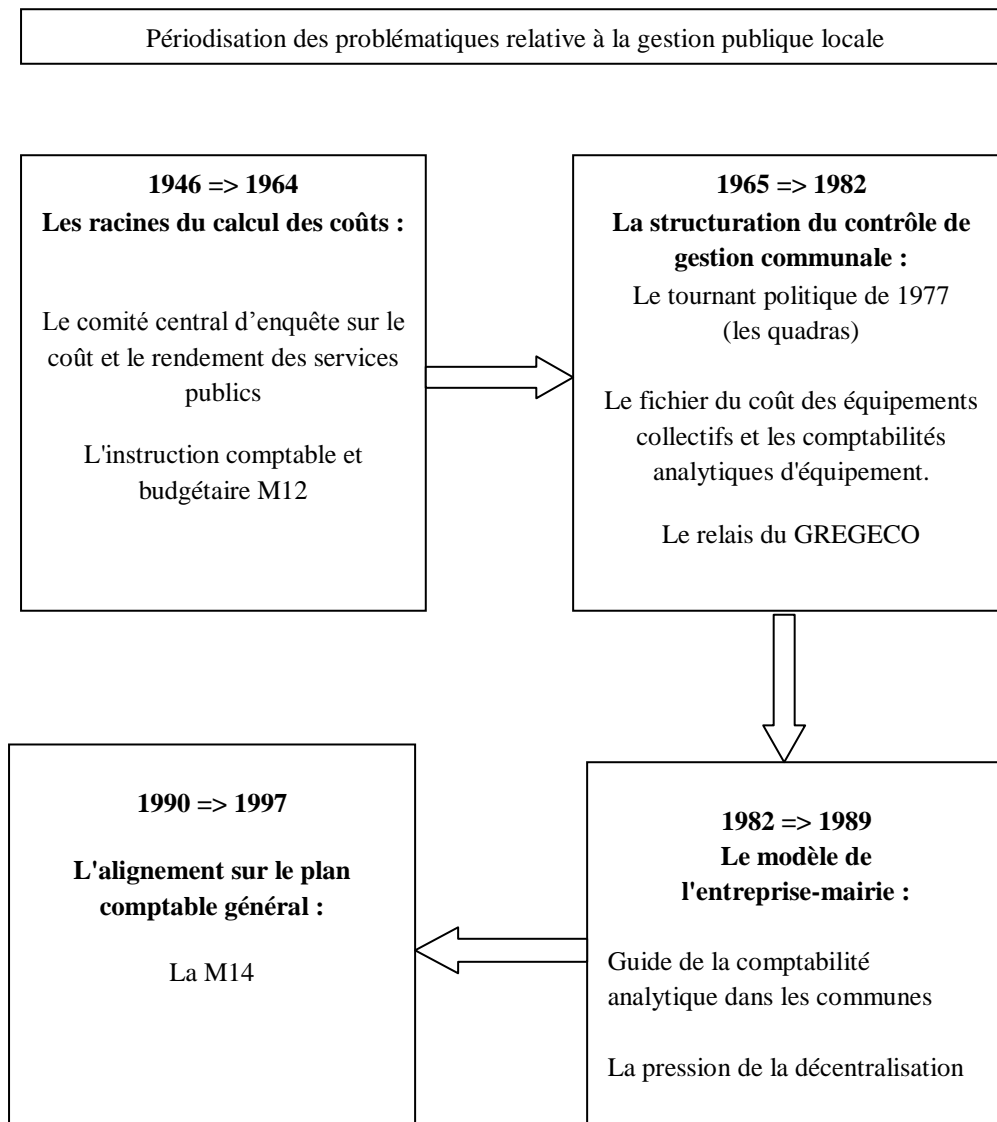 Périodisation des problématiques relative à la gestion publique locale
1946 => 1964
Les racines du calcul des coûts :
Le comité central d’enquête sur le
coût et le rendement des services
publics
L'instruction comptable et
budgétaire M12
1965 => 1982
La structuration du contrôle de
gestion communale :
Le tournant politique de 1977
(les quadras)
Le fichier du coût des équipements
collectifs et les comptabilités
analytiques d'équipement.
Le relais du GREGECO
1982 => 1989
Le modèle de
l'entreprise-mairie :
Guide de la comptabilité
analytique dans les communes
La pression de la décentralisation
1990 => 1997
L'alignement sur le plan
comptable général :
La M14